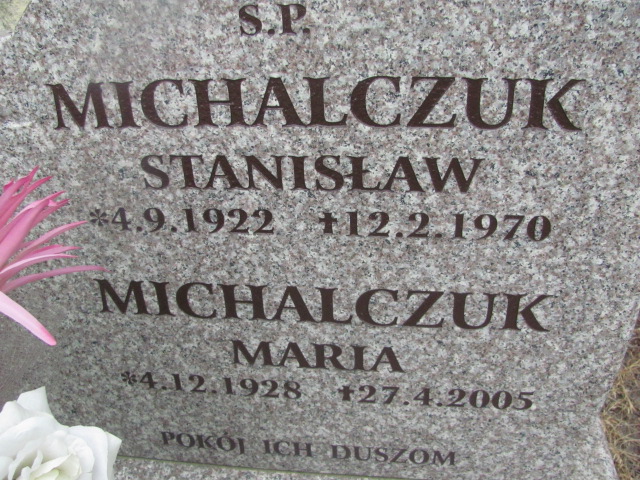 S.P.
MICHALCZUK
STANISŁAW
*4.9.1922 ✝12.2.1970
MICHALCZUK
MARIA
*4.12.1928 ✝27.4.2005
POKÓJ ICH DUSZOM